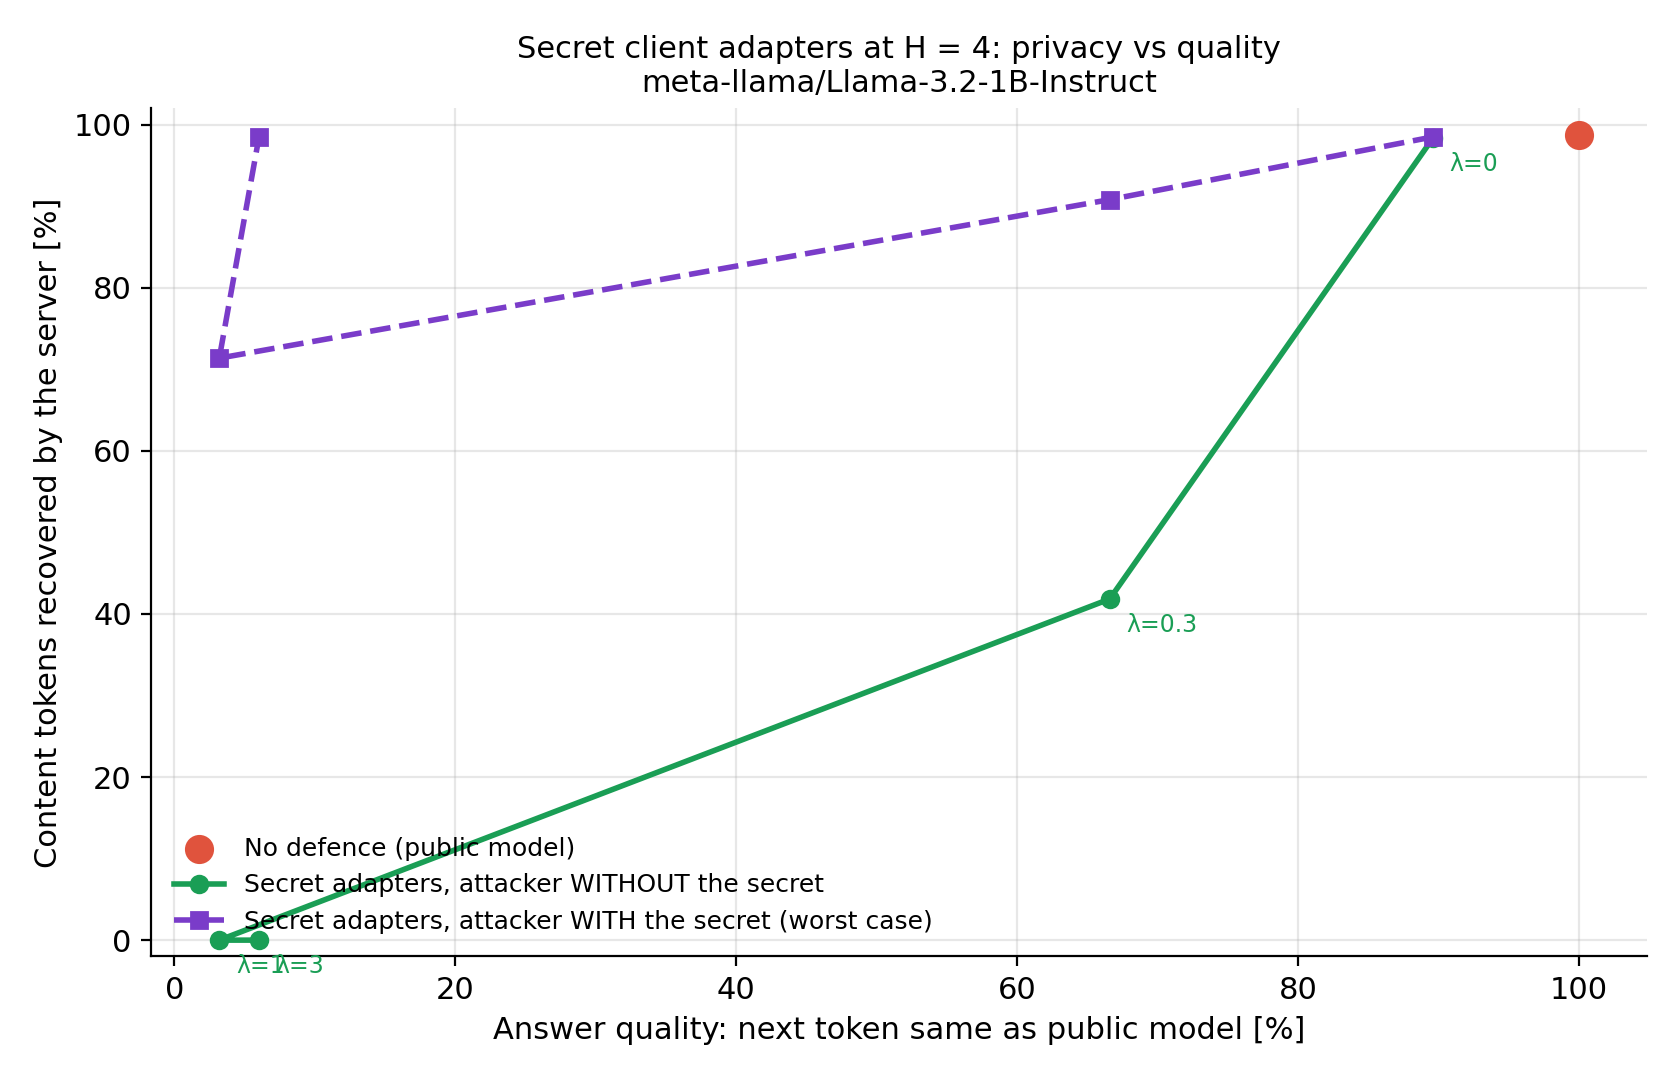 Secret client adapters at H = 4: privacy vs quality
meta-llama/Llama-3.2-1B-Instruct
Content tokens recovered by the server [%]
100
80
60
40
20
0
λ=0
λ=0.3
No defence (public model)
Secret adapters, attacker WITHOUT the secret
Secret adapters, attacker WITH the secret (worst case)
λ=1
λ=3
0 20 40 60 80 100
Answer quality: next token same as public model [%]